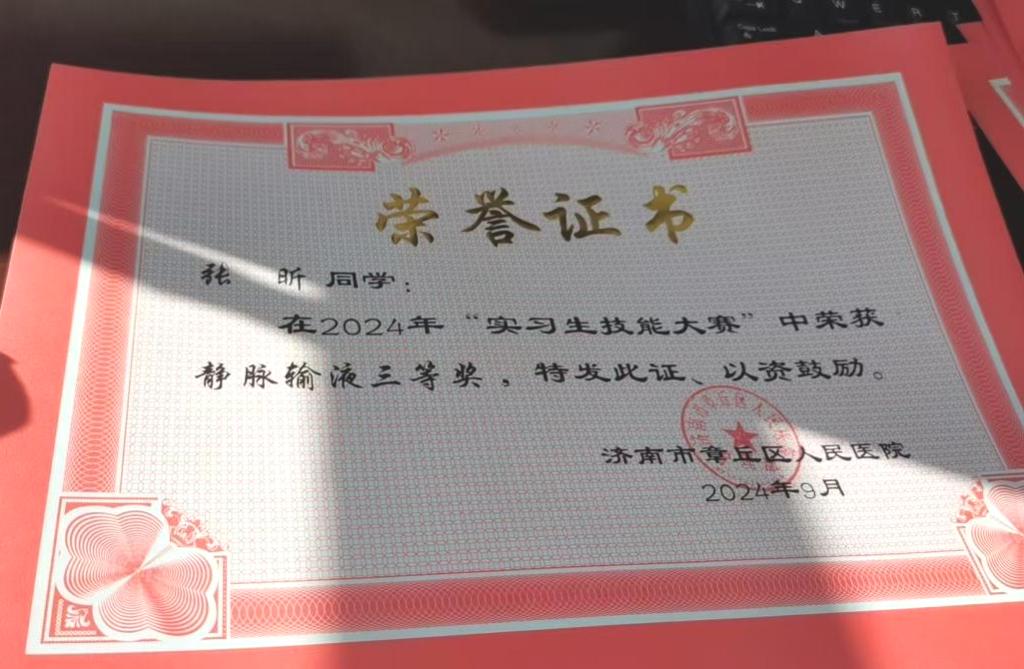 荣誉证书
张 昕 同学：
在2024年“实习生技能大赛”中荣获
静脉输液三等奖，特发此证、以资鼓励。
济南市章丘区人民医院
2024年9月